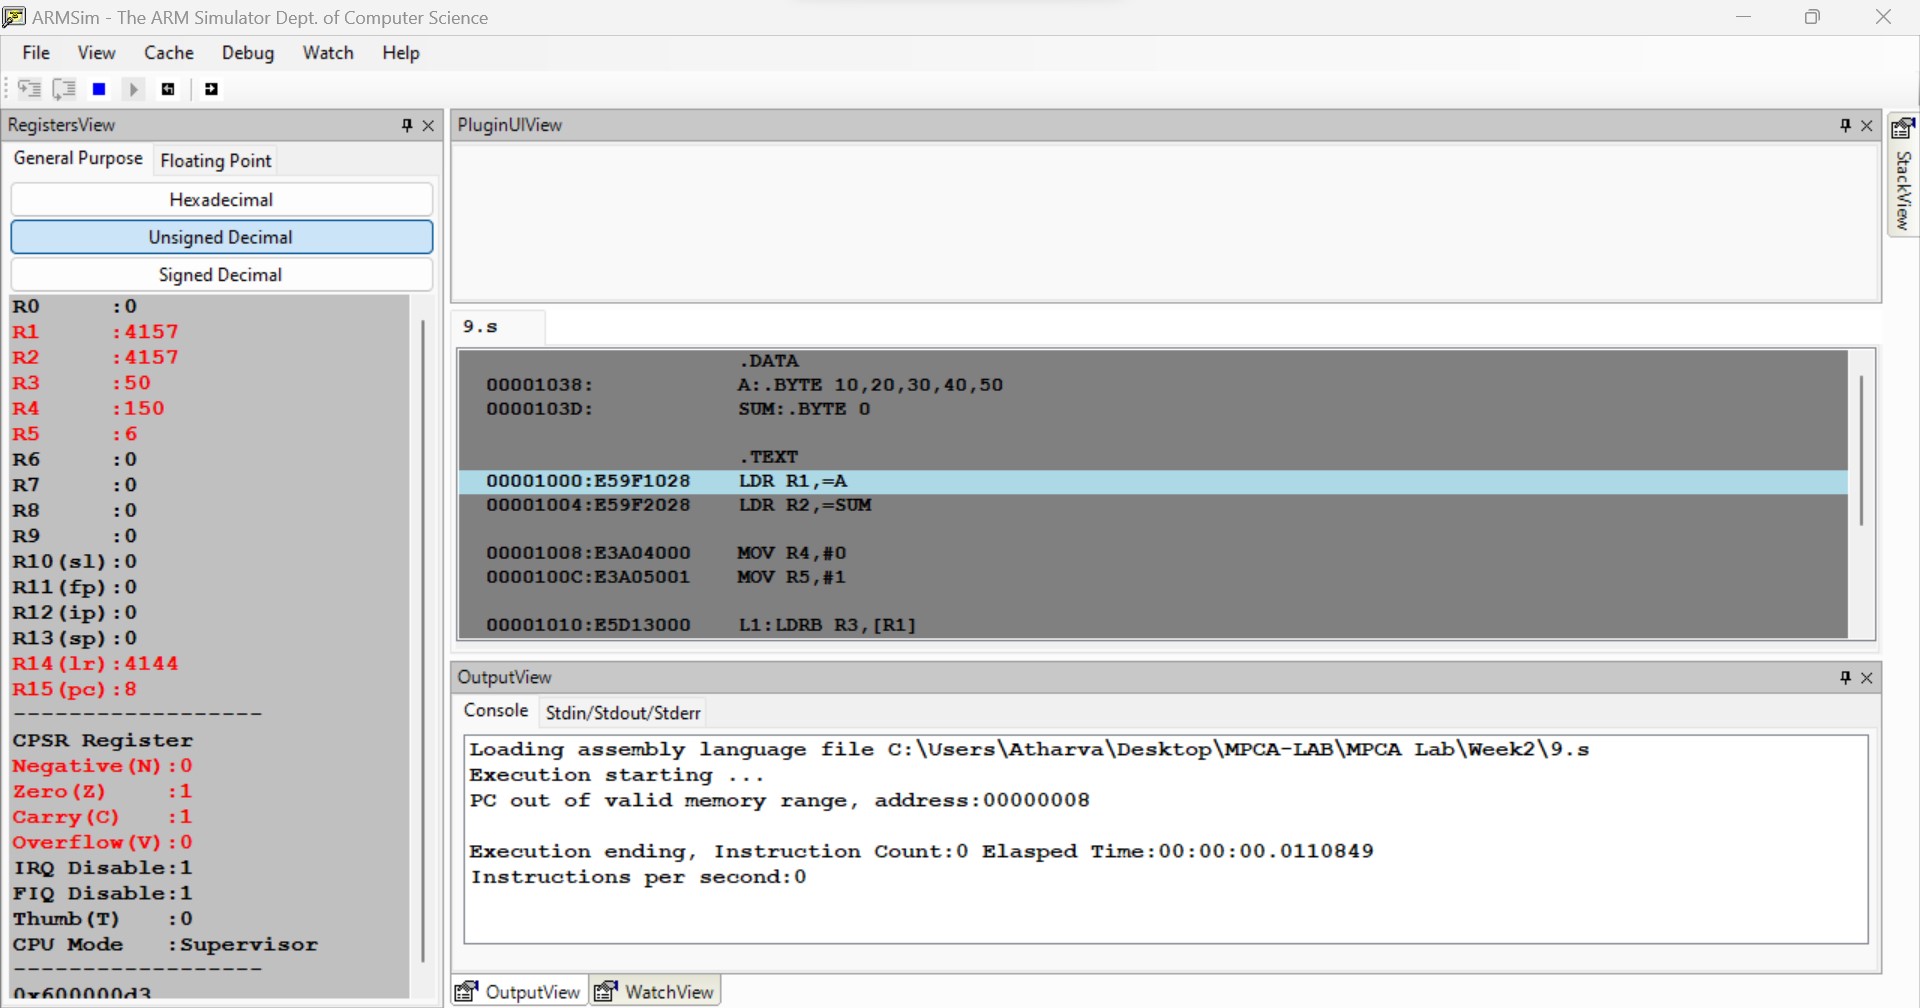 ARMSim - The ARM Simulator Dept. of Computer Science
File View Cache Debug Watch Help
RegistersView
General Purpose Floating Point
Hexadecimal
Unsigned Decimal
Signed Decimal
R0 :0
R1 :4157
R2 :4157
R3 :50
R4 :150
R5 :6
R6 :0
R7 :0
R8 :0
R9 :0
R10(sl):0
R11(fp):0
R12(ip):0
R13(sp):0
R14(lr):4144
R15(pc):8
-------------------
CPSR Register
Negative(N):0
Zero(Z) :1
Carry(C) :1
Overflow(V):0
IRQ Disable:1
FIQ Disable:1
Thumb(T) :0
CPU Mode :Supervisor
-------------------
0x600000d3
PluginUIView
StackView
9.s
.DATA
00001038: A:.BYTE 10,20,30,40,50
0000103D: SUM:.BYTE 0
.TEXT
00001000:E59F1028 LDR R1,=A
00001004:E59F2028 LDR R2,=SUM
00001008:E3A04000 MOV R4,#0
0000100C:E3A05001 MOV R5,#1
00001010:E5D13000 L1:LDRB R3,[R1]
OutputView
Console Stdin/Stdout/Stderr
Loading assembly language file C:\Users\Atharva\Desktop\MPCA-LAB\MPCA Lab\Week2\9.s
Execution starting ...
PC out of valid memory range, address:00000008
Execution ending, Instruction Count:0 Elasped Time:00:00:00.0110849
Instructions per second:0
OutputView WatchView